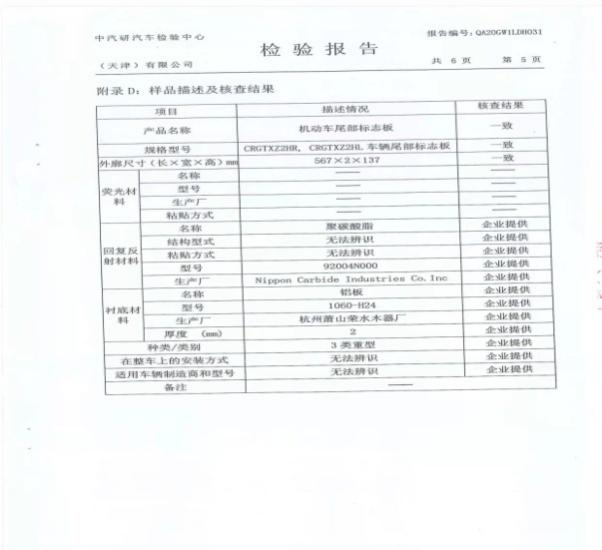 中汽研汽车检验中心
报告编号:QA20GW1LDH031
检验报告
(天津)有限公司
共 6 页 第 5 页
附录 D:样品描述及核查结果
项目 描述情况 核查结果
产品名称 机动车尾部标志板 一致
规格型号 CRGTXZ2HR, CRGTXZ2HL 车辆尾部标志板 一致
外廓尺寸(长×宽×高)mm 567×2×137 一致
荧光材料
名称 —— ——
型号 —— ——
生产厂 —— ——
粘贴方式 —— ——
回复反射材料
名称 聚碳酸脂 企业提供
结构型式 无法辨识 企业提供
粘贴方式 无法辨识 企业提供
型号 92004N000 企业提供
生产厂 Nippon Carbide Industries Co.Inc 企业提供
衬底材料
名称 铝板 企业提供
型号 1060-H24 企业提供
生产厂 杭州萧山荣水木器厂 企业提供
厚度 (mm) 2 企业提供
种类/类别 3 类重型 企业提供
在整车上的安装方式 无法辨识 企业提供
适用车辆制造商和型号 无法辨识 企业提供
备注 ——